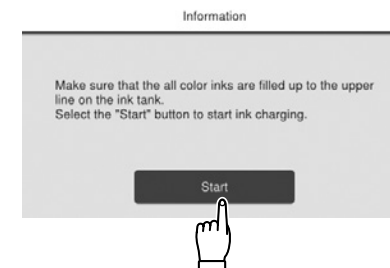 Information
Make sure that the all color inks are filled up to the upper
line on the ink tank.
Select the "Start" button to start ink charging.
Start